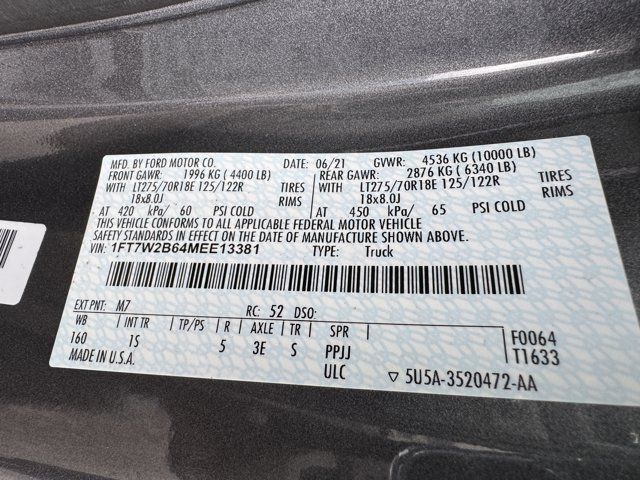 MFD. BY FORD MOTOR CO. DATE: 06/21 GVWR: 4536 KG (10000 LB)
FRONT GAWR: 1996 KG ( 4400 LB) REAR GAWR: 2876 KG ( 6340 LB)
WITH LT275/70R18E 125/122R TIRES WITH LT275/70R18E 125/122R TIRES
18x8.0J RIMS 18x8.0J RIMS
AT 420 kPa/ 60 PSI COLD AT 450 kPa/ 65 PSI COLD
THIS VEHICLE CONFORMS TO ALL APPLICABLE FEDERAL MOTOR VEHICLE
SAFETY STANDARDS IN EFFECT ON THE DATE OF MANUFACTURE SHOWN ABOVE.
VIN: 1FT7W2B64MEE13381 TYPE: Truck
EXT PNT: M7 RC: 52 DSO:
WB INT TR TP/PS R AXLE TR SPR F0064
160 1S 5 3E S PPJJ T1633
MADE IN U.S.A. ULC ▽ 5U5A-3520472-AA